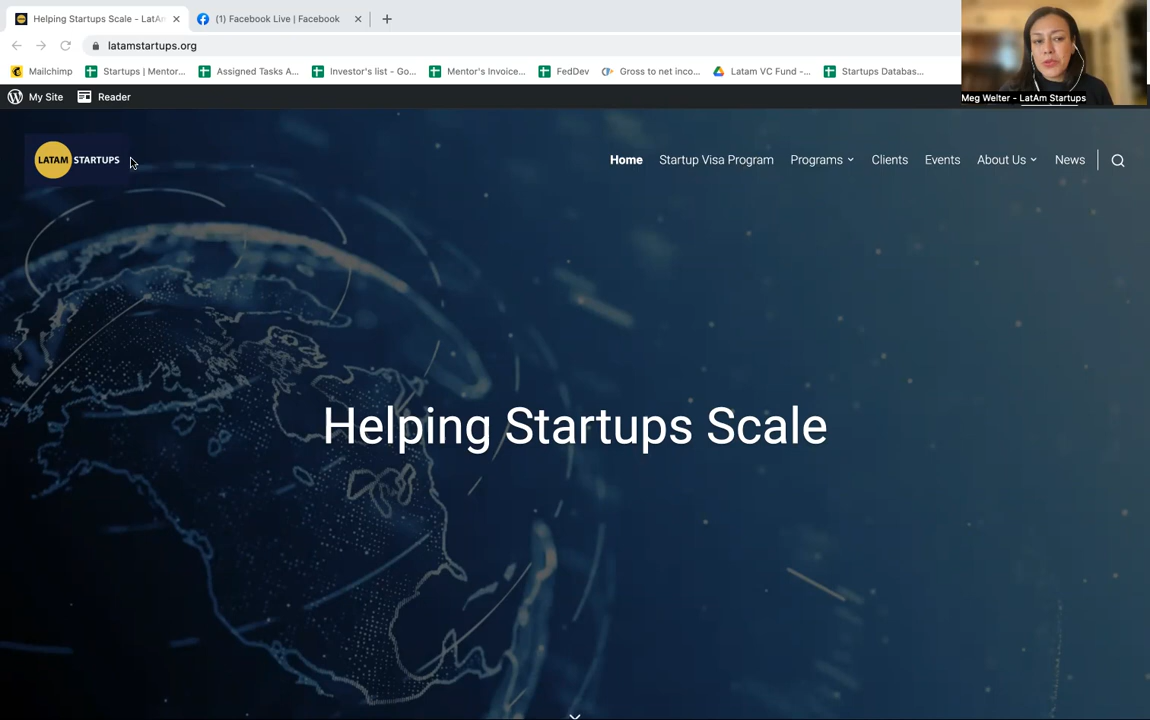 Helping Startups Scale - LatAm
(1) Facebook Live | Facebook
latamstartups.org
Mailchimp
Startups | Mentor...
Assigned Tasks A...
Investor's list - Go...
Mentor's Invoice...
FedDev
Gross to net inco...
Latam VC Fund -...
Startups Databas...
Meg Welter - LatAm Startups
My Site
Reader
LATAM STARTUPS
Home
Startup Visa Program
Programs
Clients
Events
About Us
News
Helping Startups Scale